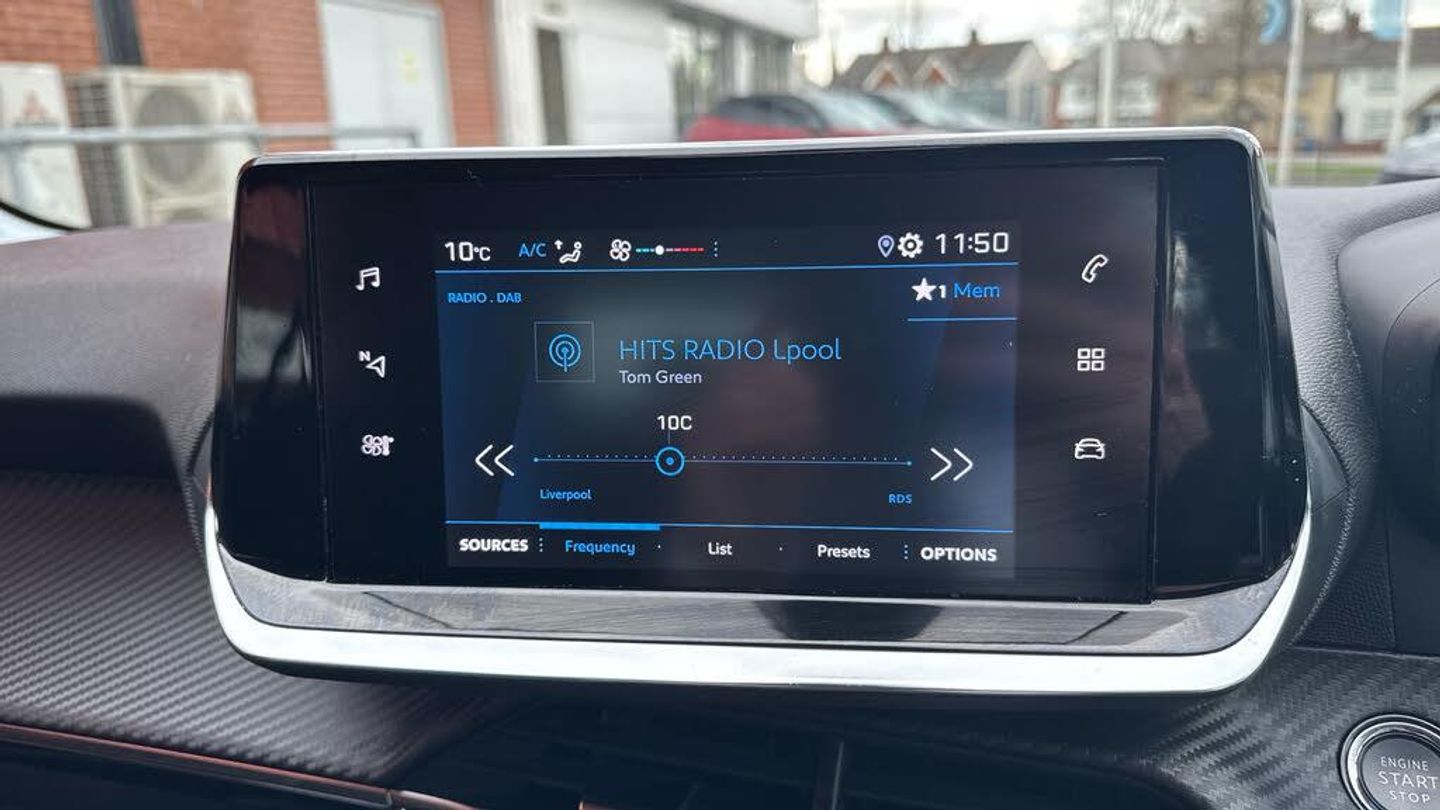 10°C A/C 11:50
RADIO . DAB
1 Mem
HITS RADIO Lpool
Tom Green
10C
N
Liverpool RDS
SOURCES Frequency List Presets OPTIONS
ENGINE
START
STOP